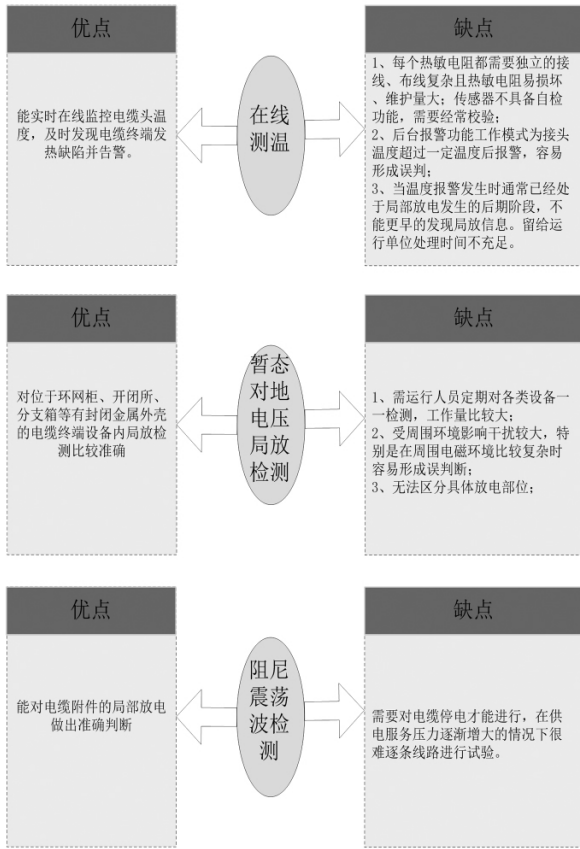 优点
能实时在线监控电缆头温
度，及时发现电缆终端发
热缺陷并告警。
在线
测温
缺点
1、每个热敏电阻都需要独立的接
线、布线复杂且热敏电阻易损坏
、维护量大；传感器不具备自检
功能，需要经常校验；
2、后台报警功能工作模式为接头
温度超过一定温度后报警，容易
形成误判；
3、当温度报警发生时通常已经处
于局部放电发生的后期阶段，不
能更早的发现局放信息。留给运
行单位处理时间不充足。
优点
对位于环网柜、开闭所、
分支箱等有封闭金属外壳
的电缆终端设备内局放检
测比较准确
暂态
对地
电压
局放
检测
缺点
1、需运行人员定期对各类设备一
一检测，工作量比较大；
2、受周围环境影响干扰较大，特
别是在周围电磁环境比较复杂时
容易形成误判断；
3、无法区分具体放电部位；
优点
能对电缆附件的局部放电
做出准确判断
阻尼
震荡
波检
测
缺点
需要对电缆停电才能进行，在供
电服务压力逐渐增大的情况下很
难逐条线路进行试验。